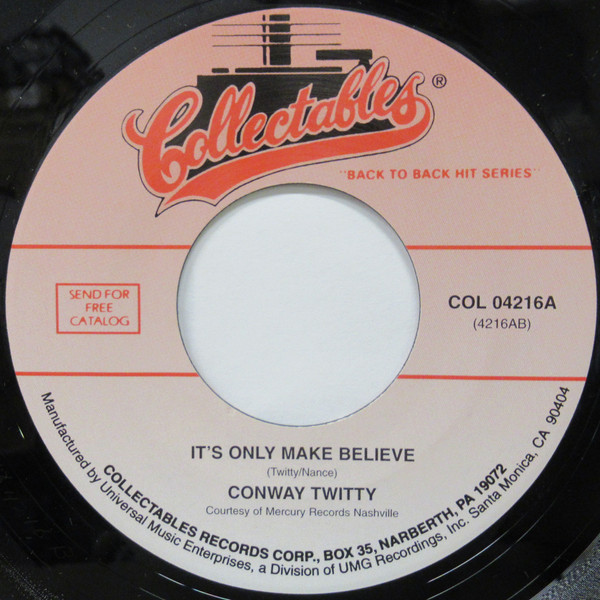 Collectables®
"BACK TO BACK HIT SERIES"
SEND FOR
FREE
CATALOG
COL 04216A
(4216AB)
IT'S ONLY MAKE BELIEVE
(Twitty/Nance)
CONWAY TWITTY
Courtesy of Mercury Records Nashville
COLLECTABLES RECORDS CORP., BOX 35, NARBERTH, PA 19072
Manufactured by Universal Music Enterprises, a Division of UMG Recordings, Inc. Santa Monica, CA 90404